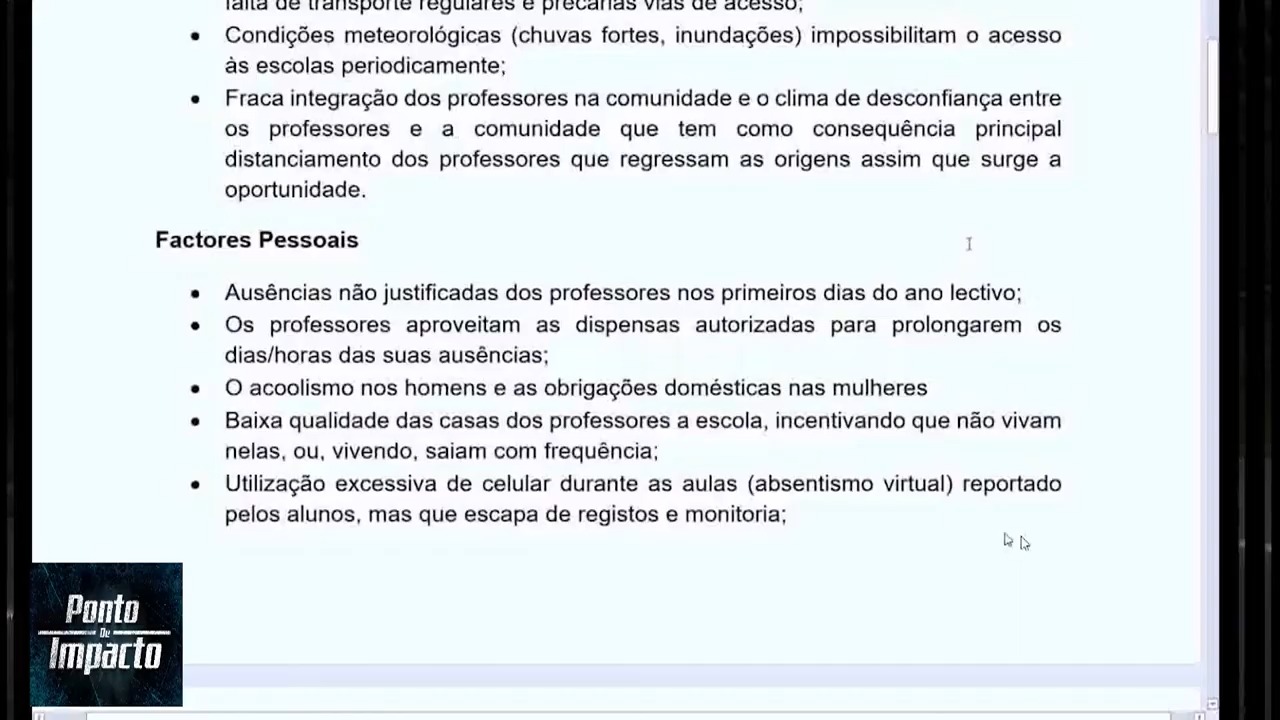 falta de transporte regulares e precárias vias de acesso;
• Condições meteorológicas (chuvas fortes, inundações) impossibilitam o acesso
às escolas periodicamente;
• Fraca integração dos professores na comunidade e o clima de desconfiança entre
os professores e a comunidade que tem como consequência principal
distanciamento dos professores que regressam as origens assim que surge a
oportunidade.
Factores Pessoais
• Ausências não justificadas dos professores nos primeiros dias do ano lectivo;
• Os professores aproveitam as dispensas autorizadas para prolongarem os
dias/horas das suas ausências;
• O acoolismo nos homens e as obrigações domésticas nas mulheres
• Baixa qualidade das casas dos professores a escola, incentivando que não vivam
nelas, ou, vivendo, saiam com frequência;
• Utilização excessiva de celular durante as aulas (absentismo virtual) reportado
pelos alunos, mas que escapa de registos e monitoria;
Ponto
De
Impacto